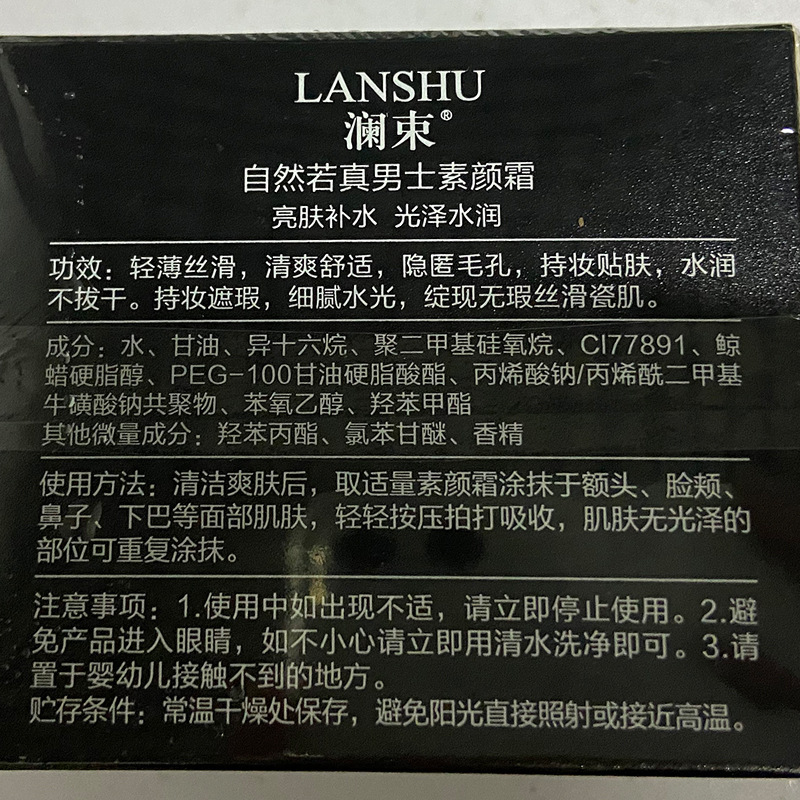 LANSHU
澜束®
自然若真男士素颜霜
亮肤补水 光泽水润
功效：轻薄丝滑，清爽舒适，隐匿毛孔，持妆贴肤，水润
不拔干。持妆遮瑕，细腻水光，绽现无瑕丝滑瓷肌。
成分：水、甘油、异十六烷、聚二甲基硅氧烷、CI77891、鲸
蜡硬脂醇、PEG-100甘油硬脂酸酯、丙烯酸钠/丙烯酰二甲基
牛磺酸钠共聚物、苯氧乙醇、羟苯甲酯
其他微量成分：羟苯丙酯、氯苯甘醚、香精
使用方法：清洁爽肤后，取适量素颜霜涂抹于额头、脸颊、
鼻子、下巴等面部肌肤，轻轻按压拍打吸收，肌肤无光泽的
部位可重复涂抹。
注意事项：1.使用中如出现不适，请立即停止使用。2.避
免产品进入眼睛，如不小心请立即用清水洗净即可。3.请
置于婴幼儿接触不到的地方。
贮存条件：常温干燥处保存，避免阳光直接照射或接近高温。